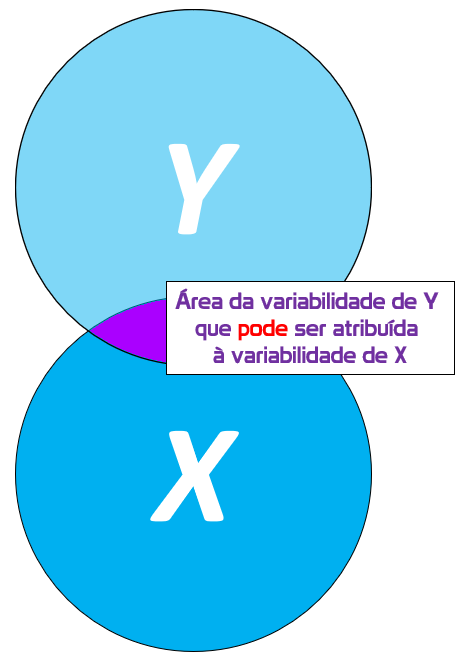 Y
Área da variabilidade de Y
que pode ser atribuída
à variabilidade de X
X